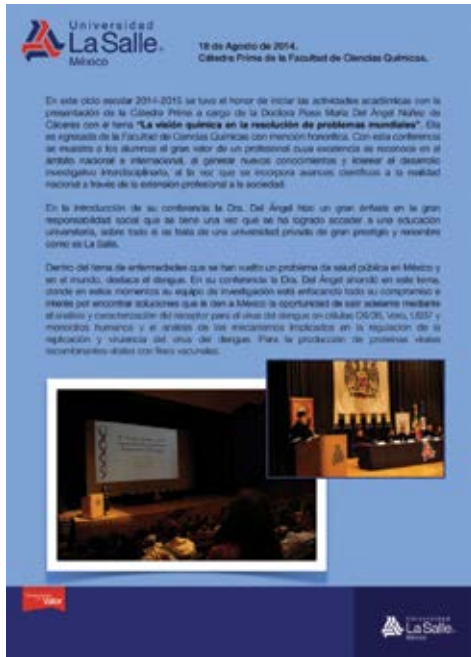 Universidad
La Salle®
México
18 de Agosto de 2014.
Cátedra Prima de la Facultad de Ciencias Químicas.
En este ciclo escolar 2014-2015 se tuvo el honor de iniciar las actividades académicas con la
presentación de la Cátedra Prima a cargo de la Doctora Rosa María Del Ángel Núñez de
Cáceres con el tema "La visión química en la resolución de problemas mundiales". Ella
es egresada de la Facultad de Ciencias Químicas con mención honorífica. Con esta conferencia
se muestra a los alumnos el gran valor de un profesional cuya excelencia se reconoce en el
ámbito nacional e internacional, al generar nuevos conocimientos y el desarrollo
investigativo interdisciplinario, a la vez que se incorpora avances científicos a la realidad
nacional a través de la extensión profesional a la sociedad.
En la introducción de su conferencia la Dra. Del Ángel hizo un gran énfasis en la gran
responsabilidad social que se tiene una vez que se ha logrado acceder a una educación
universitaria, sobre todo si se trata de una universidad privada de gran prestigio y renombre
como es La Salle.
Dentro del tema de enfermedades que se han vuelto un problema de salud pública en México y
en el mundo, destaca el dengue. En su conferencia la Dra. Del Ángel ahondó en este tema,
donde en estos momentos su equipo de investigación está enfocando todo su compromiso e
interés por encontrar soluciones que le den a México la oportunidad de salir adelante mediante
el análisis y caracterización del receptor para el virus del dengue en células C6/36, Vero, U937 y
monocitos humanos y el análisis de los mecanismos implicados en la regulación de la
replicación y virulencia del virus del dengue. Para la producción de proteínas virales
recombinantes virales con fines vacunales.
Valor
Universidad
La Salle®
México